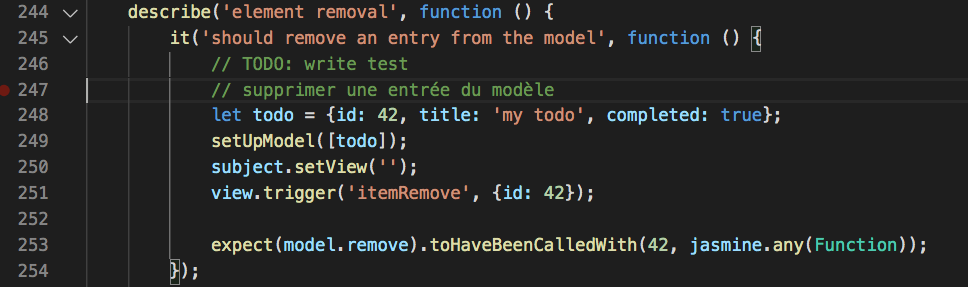 244 describe('element removal', function () {
245 it('should remove an entry from the model', function () {
246 // TODO: write test
247 // supprimer une entrée du modèle
248 let todo = {id: 42, title: 'my todo', completed: true};
249 setUpModel([todo]);
250 subject.setView('');
251 view.trigger('itemRemove', {id: 42});
252
253 expect(model.remove).toHaveBeenCalledWith(42, jasmine.any(Function));
254 });